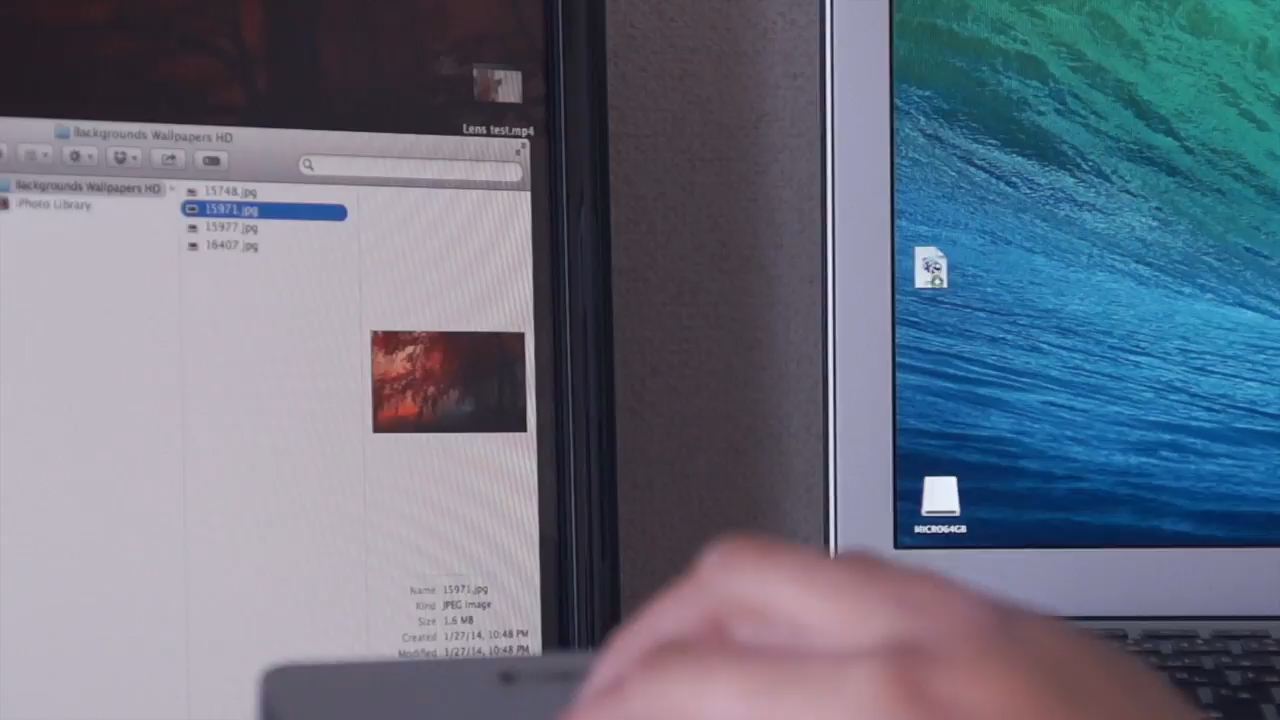 Lens test.mp4
Backgrounds Wallpapers HD
Backgrounds Wallpapers HD
iPhoto Library
15748.jpg
15971.jpg
15977.jpg
16407.jpg
Name 15971.jpg
Kind JPEG image
Size 1.6 MB
Created 1/27/14, 10:48 PM
Modified 1/27/14, 10:48 PM
MICRO64GB